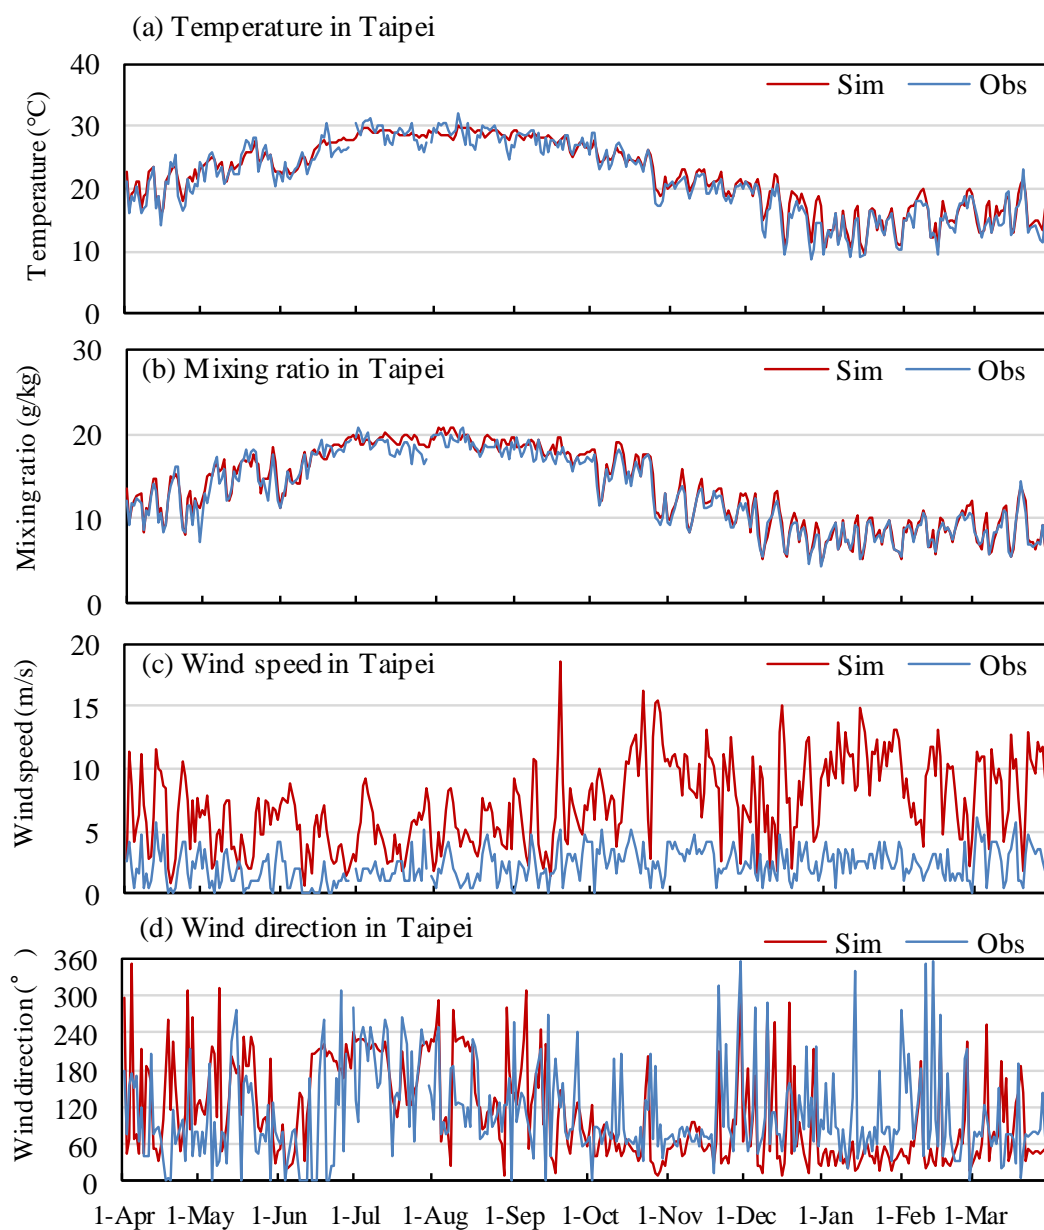 (a) Temperature in Taipei
Temperature (°C)
40
30
20
10
0
Sim
Obs
(b) Mixing ratio in Taipei
Mixing ratio (g/kg)
30
20
10
0
Sim
Obs
(c) Wind speed in Taipei
Wind speed (m/s)
20
15
10
5
0
Sim
Obs
(d) Wind direction in Taipei
Wind direction (°)
360
300
240
180
120
60
0
Sim
Obs
1-Apr 1-May 1-Jun 1-Jul 1-Aug 1-Sep 1-Oct 1-Nov 1-Dec 1-Jan 1-Feb 1-Mar